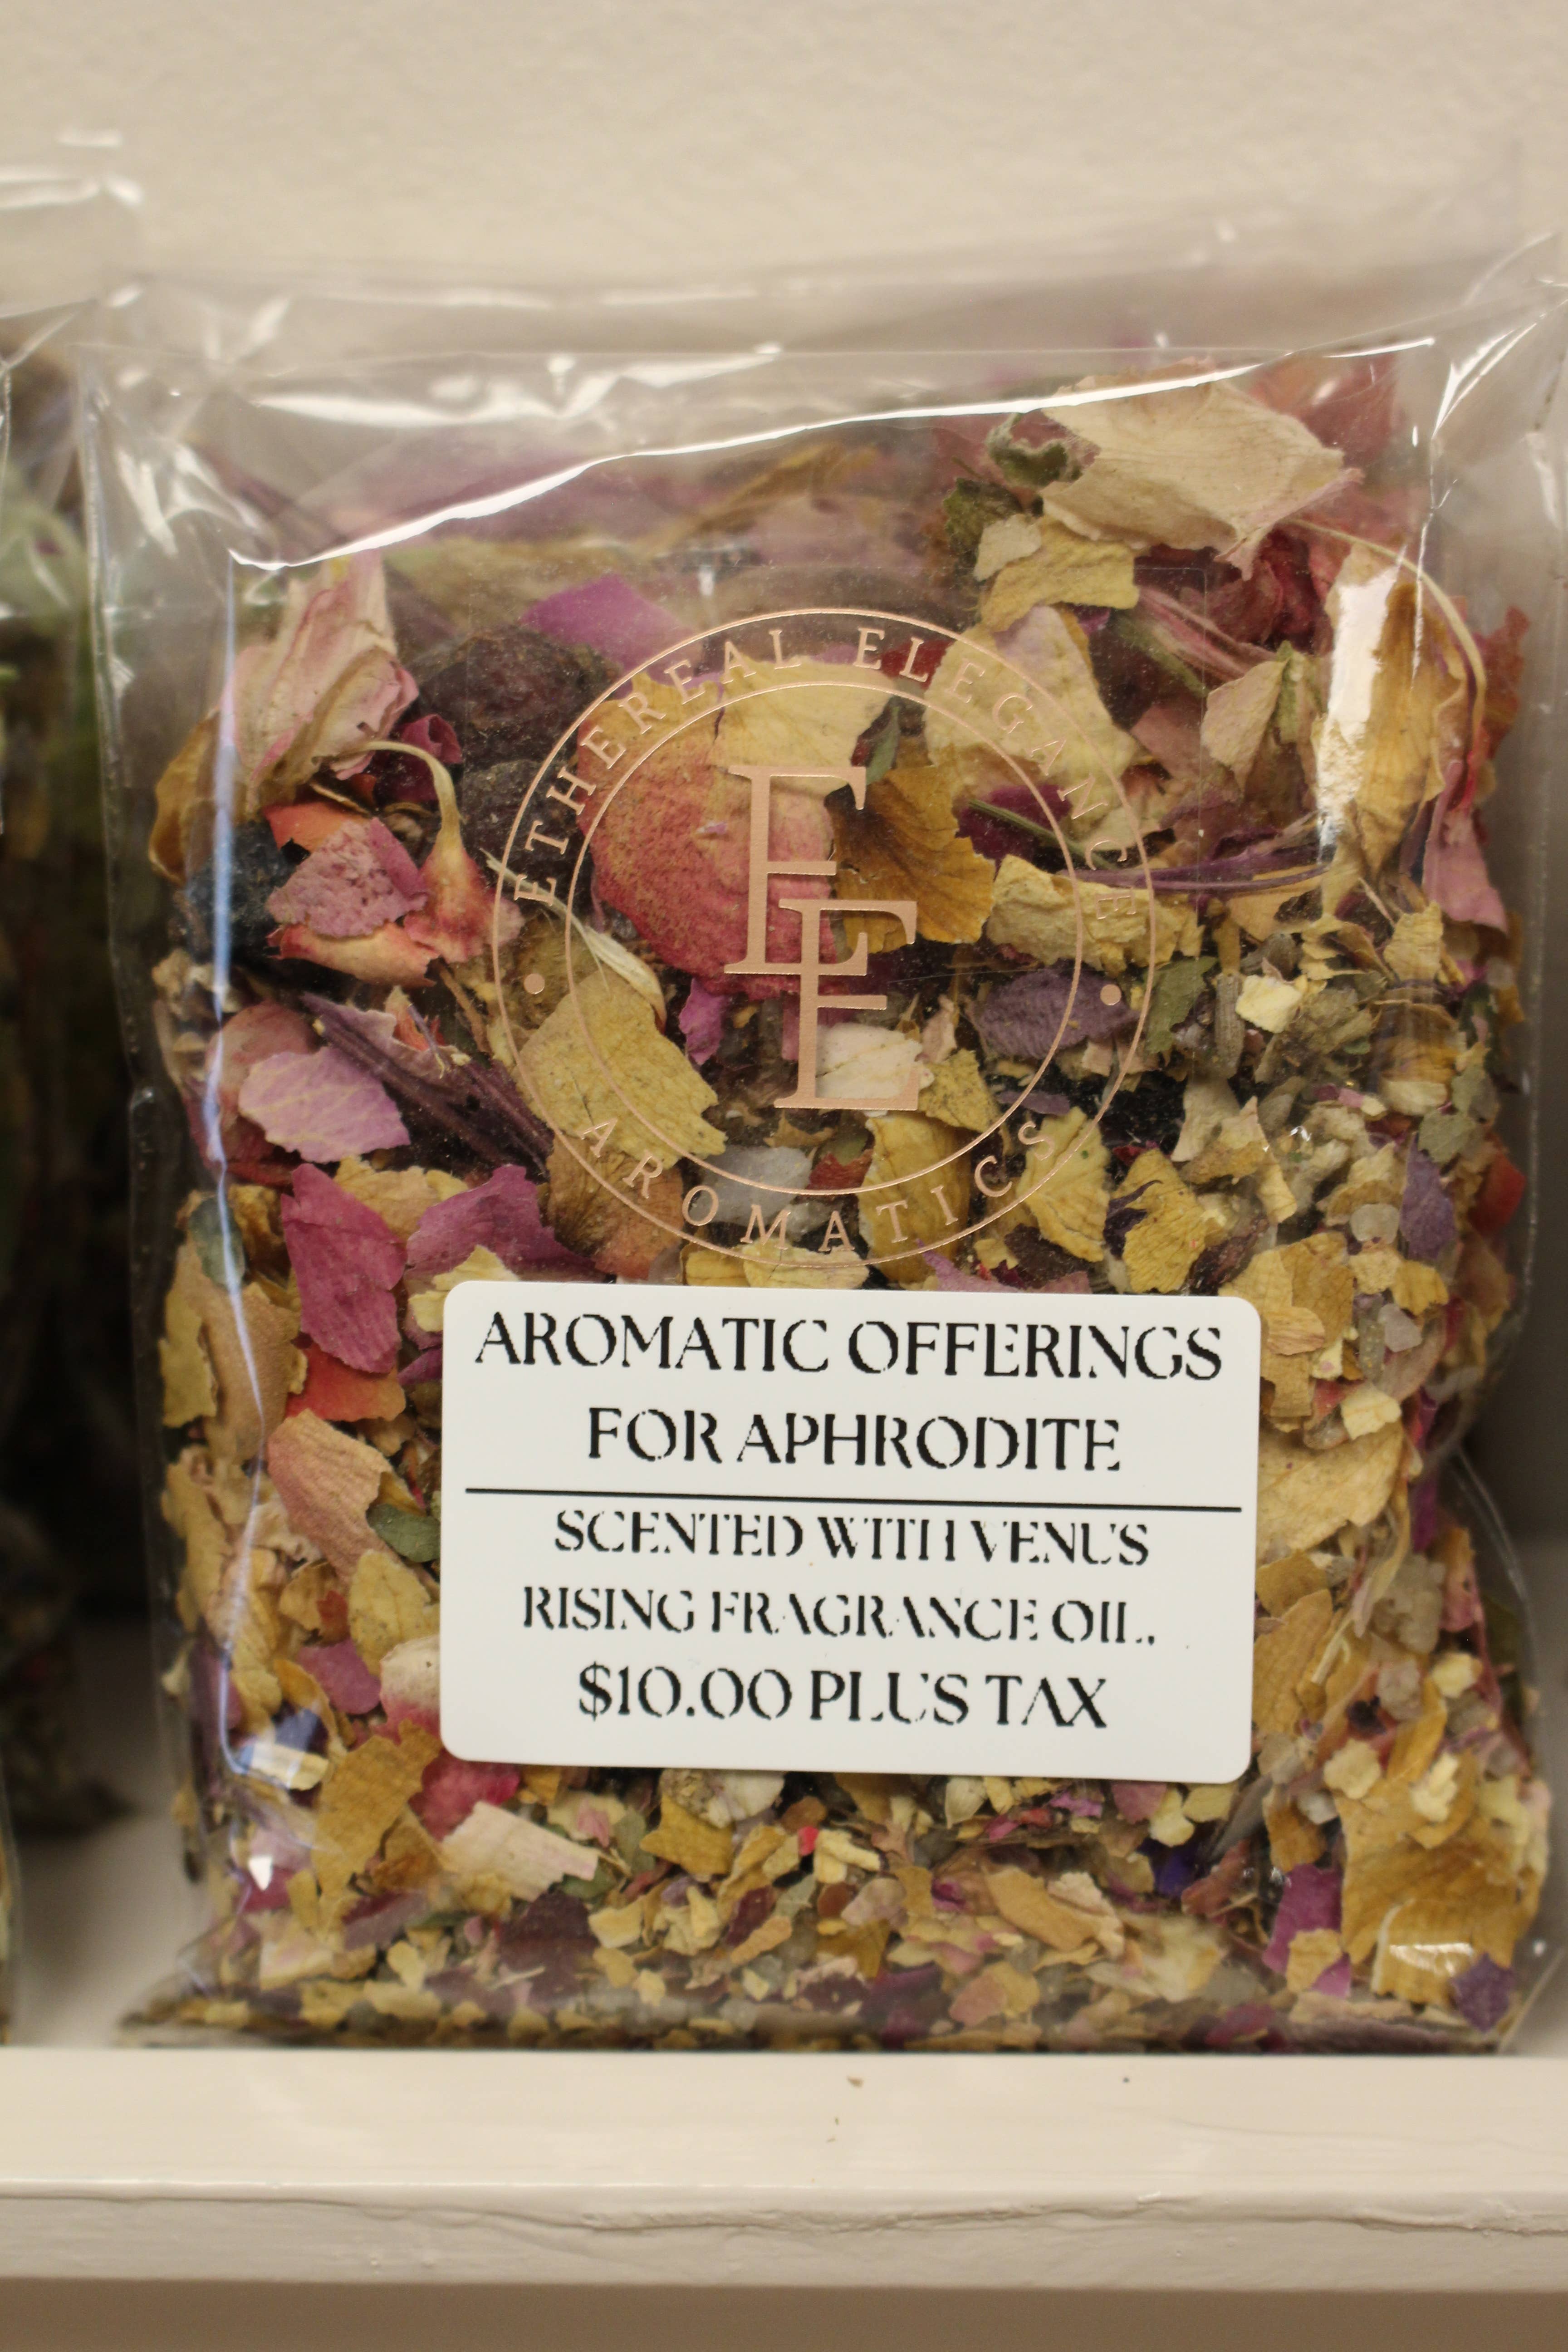 ETHEREAL ELEGANCE
EE
AROMATICS
AROMATIC OFFERINGS
FOR APHRODITE
SCENTED WITH VENUS
RISING FRAGRANCE OIL.
$10.00 PLUS TAX